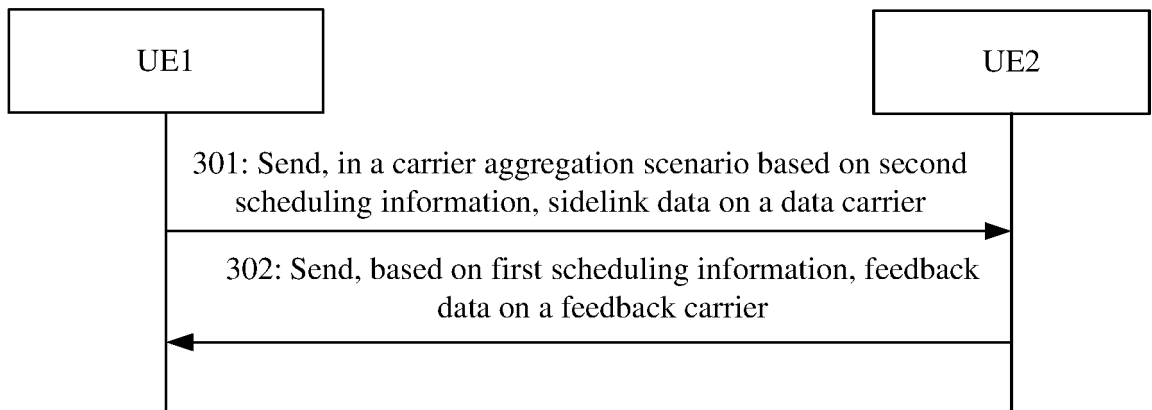 UE1
UE2
301: Send, in a carrier aggregation scenario based on second
scheduling information, sidelink data on a data carrier
302: Send, based on first scheduling information, feedback
data on a feedback carrier